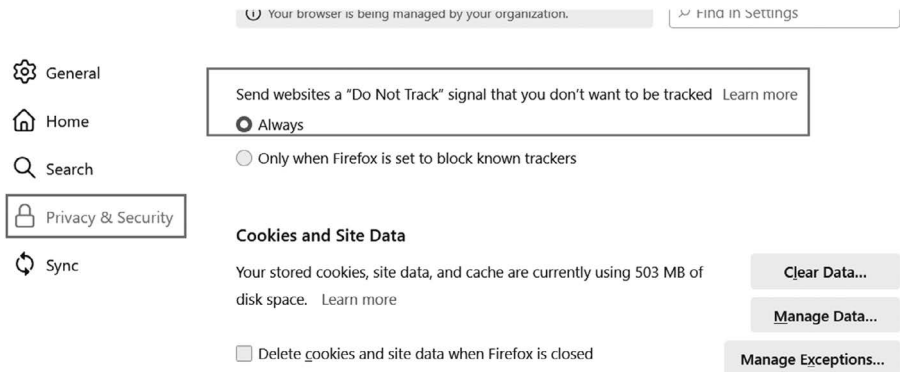 Your browser is being managed by your organization.
Find in Settings
General
Home
Search
Privacy & Security
Sync
Send websites a “Do Not Track” signal that you don’t want to be tracked Learn more
Always
Only when Firefox is set to block known trackers
Cookies and Site Data
Your stored cookies, site data, and cache are currently using 503 MB of
disk space. Learn more
Clear Data...
Manage Data...
Delete cookies and site data when Firefox is closed
Manage Exceptions...